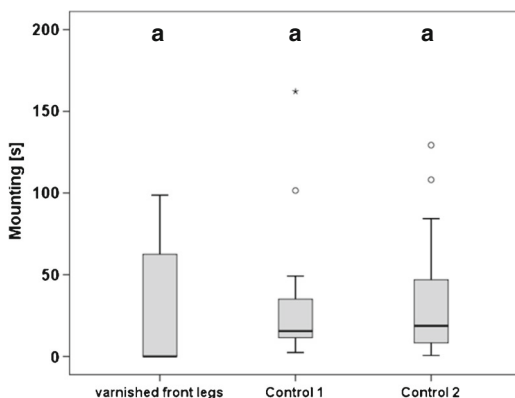 200
a a a
150
100
50
0
Mounting [s]
varnished front legs Control 1 Control 2